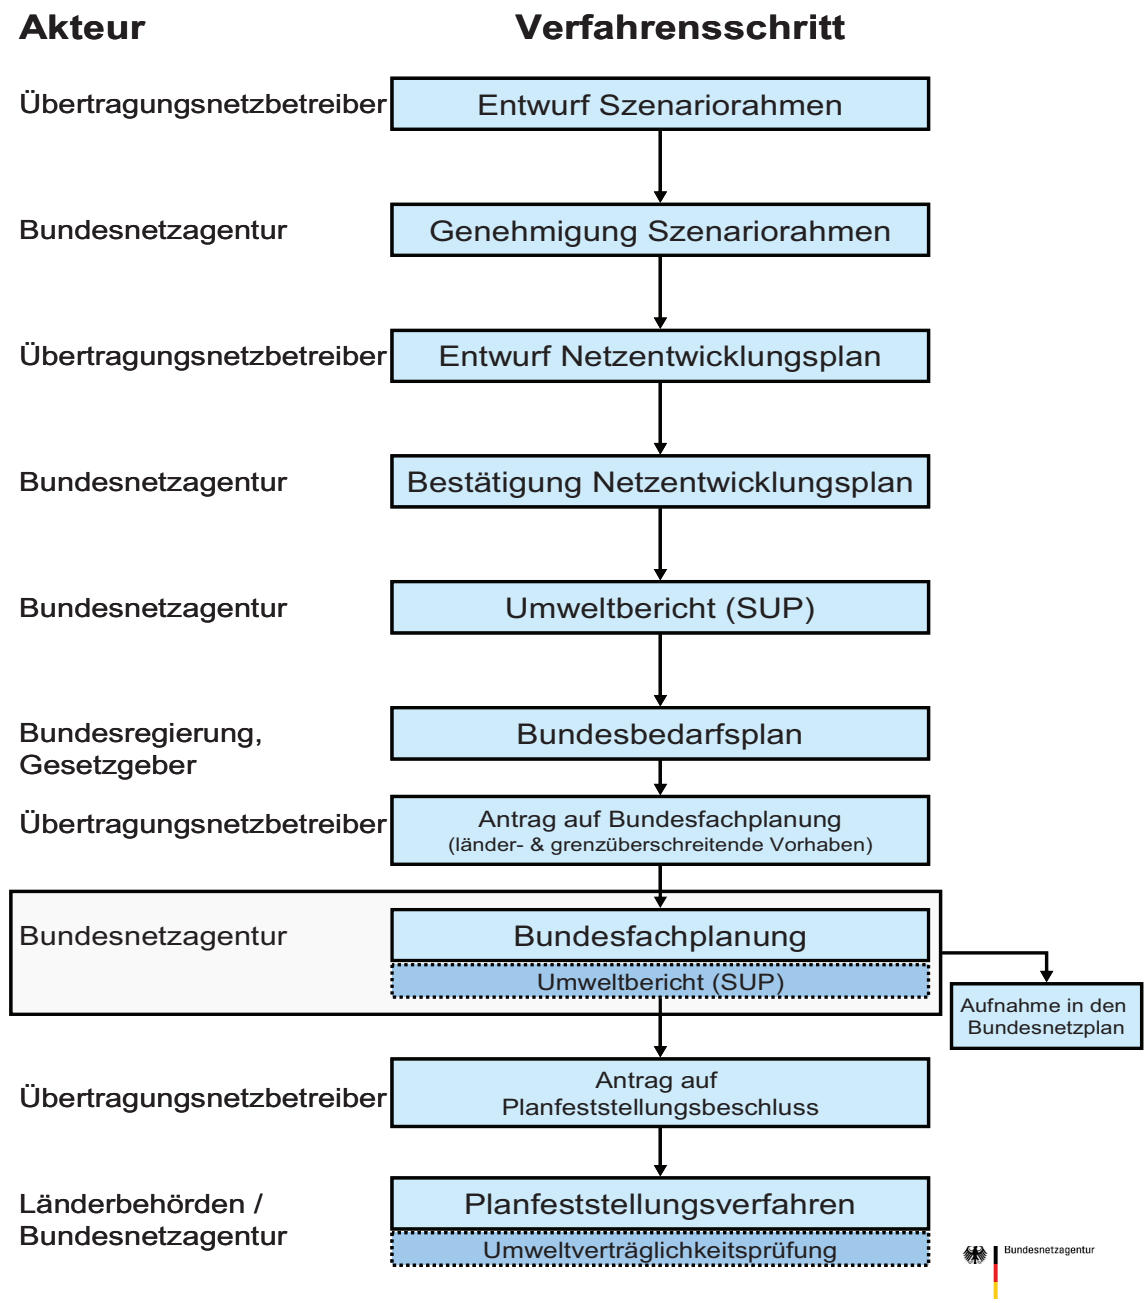 Akteur
Verfahrensschritt
Übertragungsnetzbetreiber
Entwurf Szenariorahmen
Bundesnetzagentur
Genehmigung Szenariorahmen
Übertragungsnetzbetreiber
Entwurf Netzentwicklungsplan
Bundesnetzagentur
Bestätigung Netzentwicklungsplan
Bundesnetzagentur
Umweltbericht (SUP)
Bundesregierung,
Gesetzgeber
Bundesbedarfsplan
Übertragungsnetzbetreiber
Antrag auf Bundesfachplanung
(länder- & grenzüberschreitende Vorhaben)
Bundesnetzagentur
Bundesfachplanung
Umweltbericht (SUP)
Aufnahme in den
Bundesnetzplan
Übertragungsnetzbetreiber
Antrag auf
Planfeststellungsbeschluss
Länderbehörden /
Bundesnetzagentur
Planfeststellungsverfahren
Umweltverträglichkeitsprüfung
Bundesnetzagentur